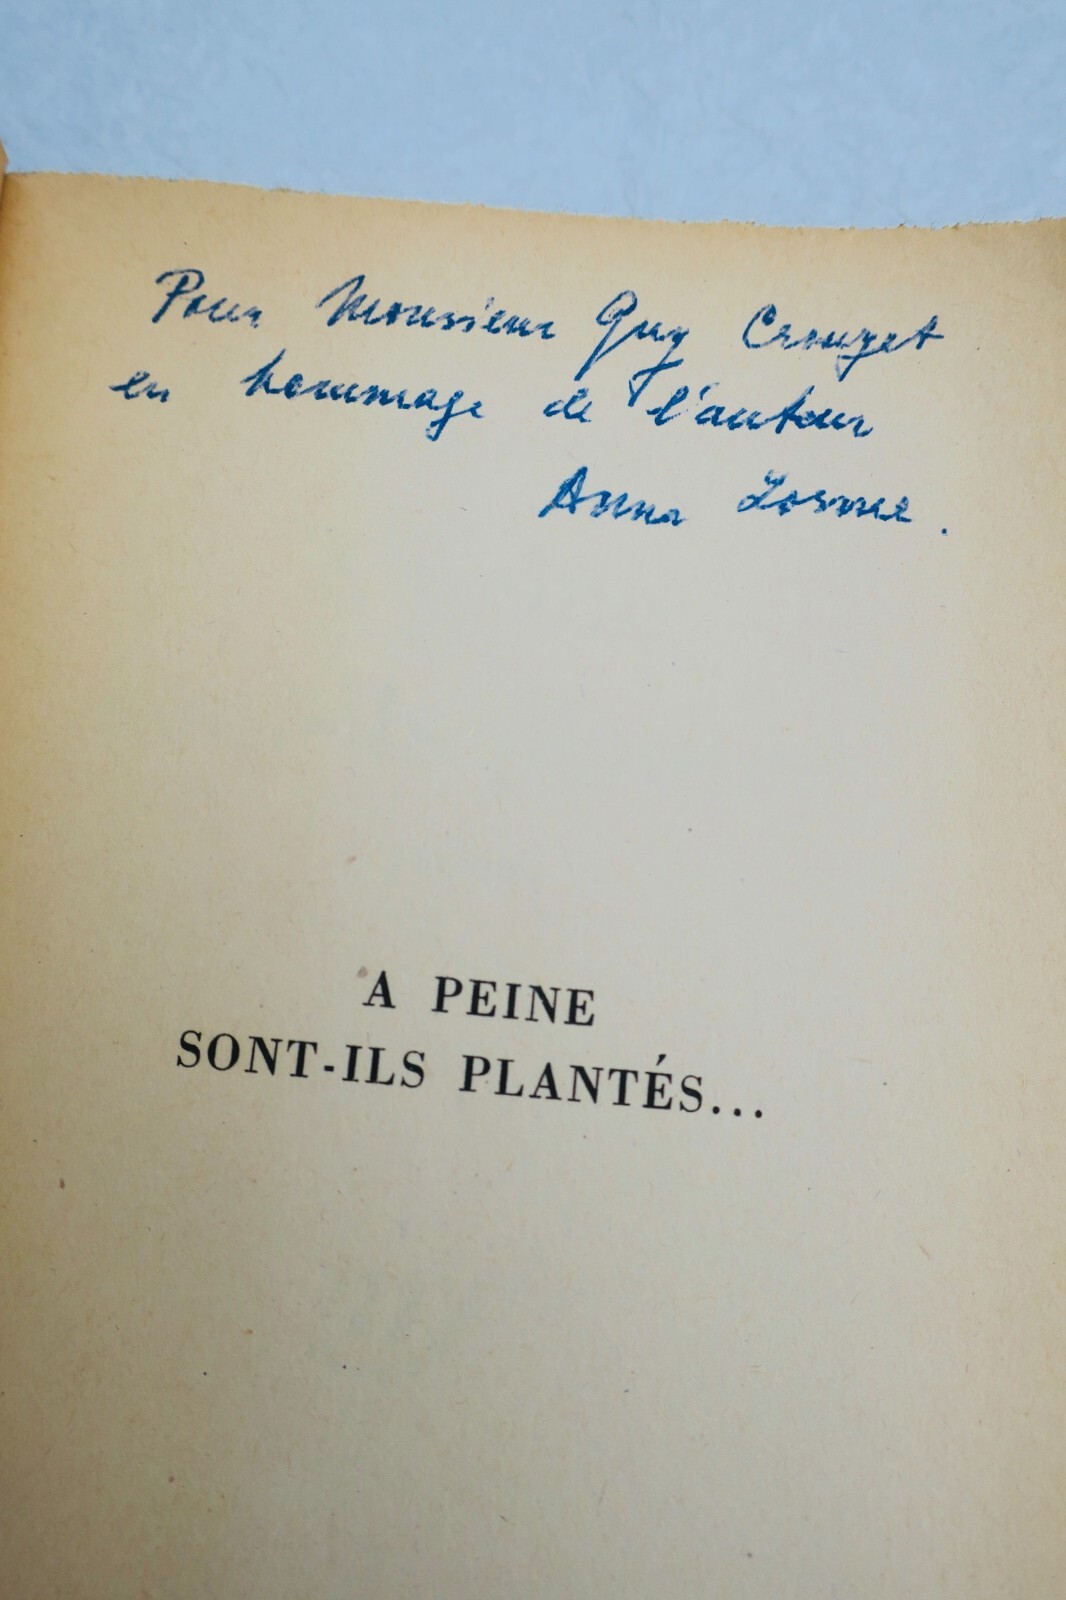 Pour Monsieur Guy Crouzet
en hommage de l'auteur
Anna Lorme.
A PEINE
SONT-ILS PLANTÉS...